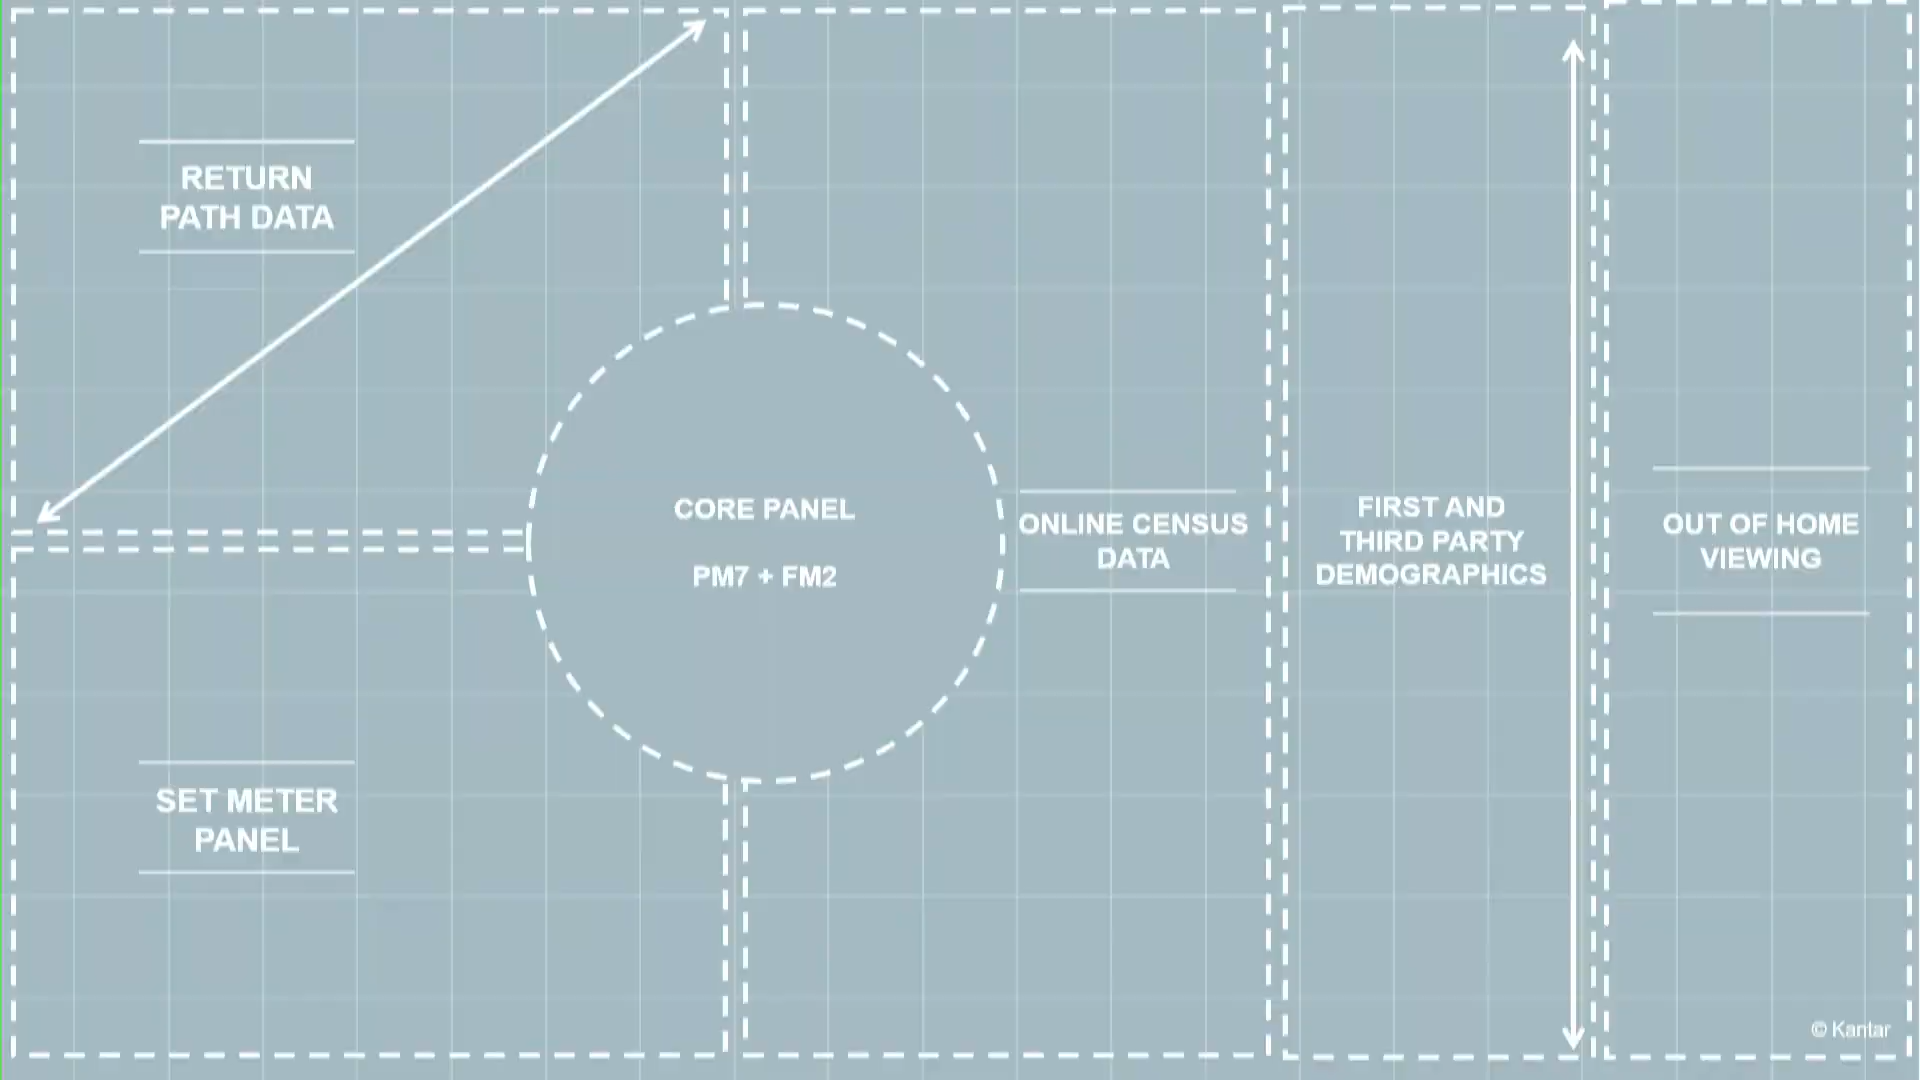 RETURN
PATH DATA
CORE PANEL
PM7 + FM2
ONLINE CENSUS
DATA
FIRST AND
THIRD PARTY
DEMOGRAPHICS
OUT OF HOME
VIEWING
SET METER
PANEL
© Kantar